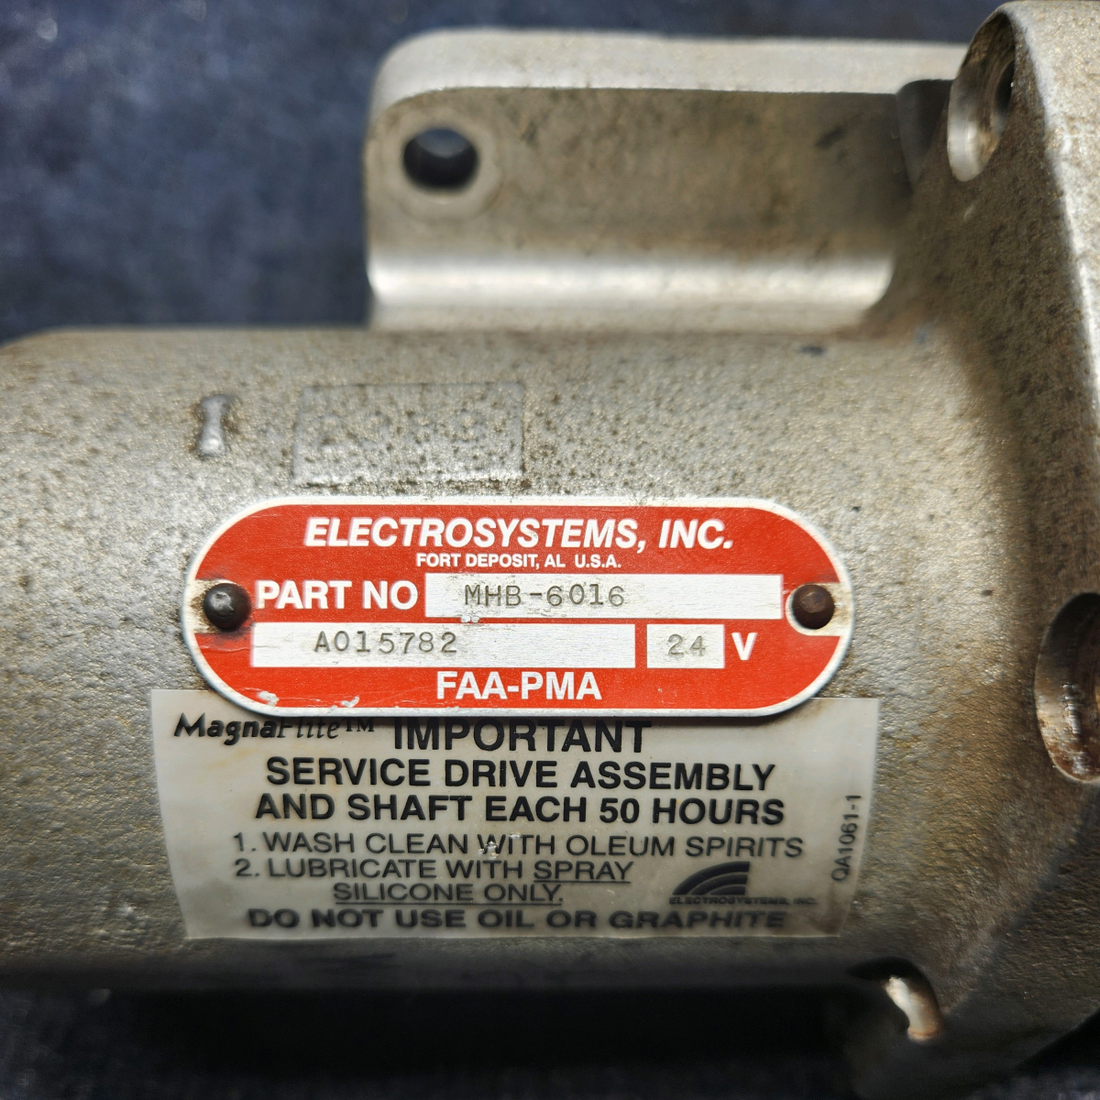 ELECTROSYSTEMS, INC.
FORT DEPOSIT, AL U.S.A.
PART NO MHB-6016
A015782 24 V
FAA-PMA
MagnaFlite™ IMPORTANT
SERVICE DRIVE ASSEMBLY
AND SHAFT EACH 50 HOURS
1. WASH CLEAN WITH OLEUM SPIRITS
2. LUBRICATE WITH SPRAY
SILICONE ONLY.
DO NOT USE OIL OR GRAPHITE
ELECTROSYSTEMS, INC.
QA1061-1